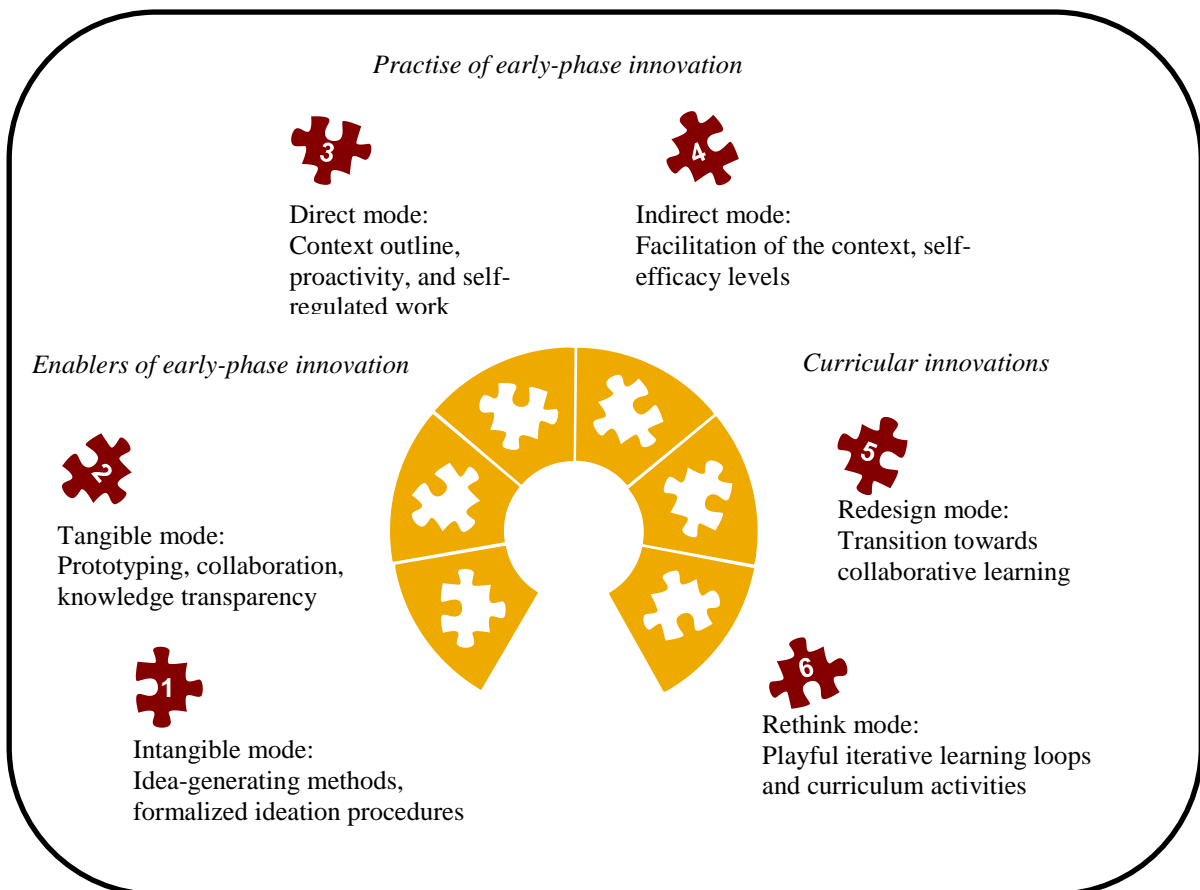 Practise of early-phase innovation
3
Direct mode:
Context outline,
proactivity, and self-
regulated work
4
Indirect mode:
Facilitation of the context, self-
efficacy levels
Enablers of early-phase innovation
2
Tangible mode:
Prototyping, collaboration,
knowledge transparency
1
Intangible mode:
Idea-generating methods,
formalized ideation procedures
Curricular innovations
5
Redesign mode:
Transition towards
collaborative learning
6
Rethink mode:
Playful iterative learning loops
and curriculum activities